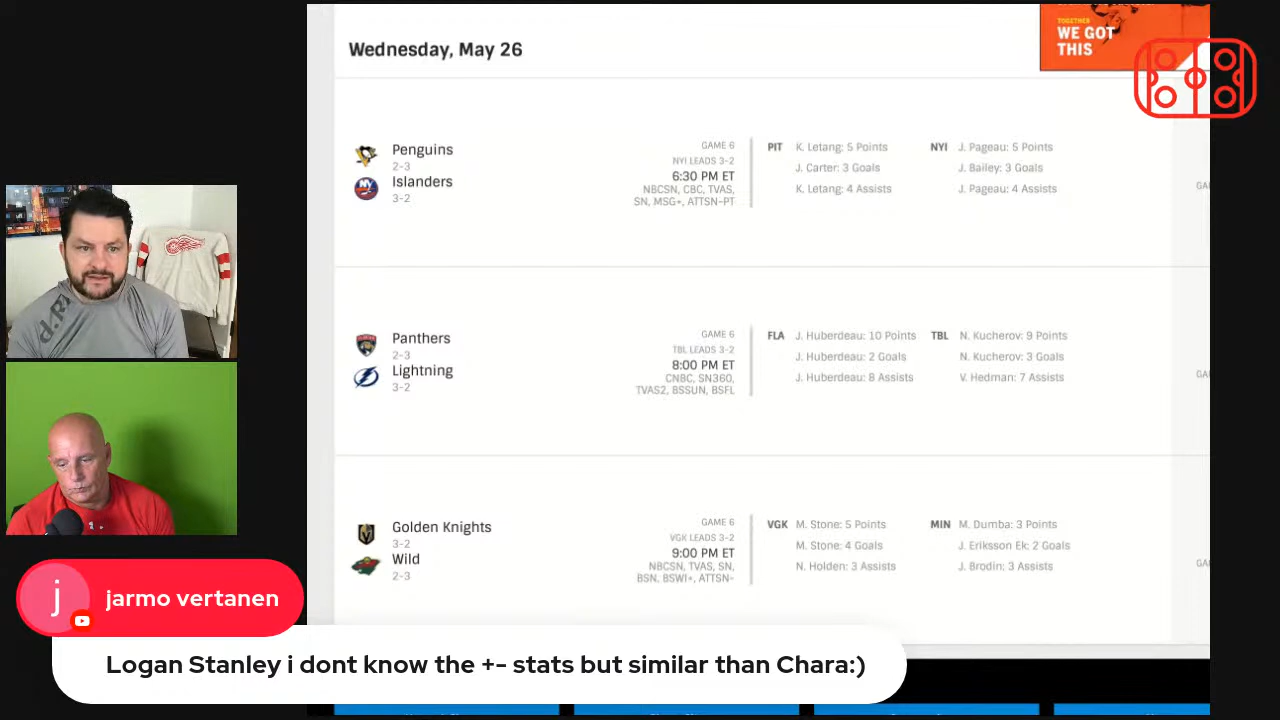 Wednesday, May 26
TOGETHER
WE GOT
THIS
Penguins
2-3
Islanders
3-2
GAME 6
NYI LEADS 3-2
6:30 PM ET
NBCSN, CBC, TVAS,
SN, MSG+, ATTSN-PT
PIT K. Letang: 5 Points
J. Carter: 3 Goals
K. Letang: 4 Assists
NYI J. Pageau: 5 Points
J. Bailey: 3 Goals
J. Pageau: 4 Assists
Panthers
2-3
Lightning
3-2
GAME 6
TBL LEADS 3-2
8:00 PM ET
CNBC, SN360,
TVAS2, BSSUN, BSFL
FLA J. Huberdeau: 10 Points
J. Huberdeau: 2 Goals
J. Huberdeau: 8 Assists
TBL N. Kucherov: 9 Points
N. Kucherov: 3 Goals
V. Hedman: 7 Assists
Golden Knights
3-2
Wild
2-3
GAME 6
VGK LEADS 3-2
9:00 PM ET
NBCSN, TVAS, SN,
BSN, BSWI+, ATTSN-
VGK M. Stone: 5 Points
M. Stone: 4 Goals
N. Holden: 3 Assists
MIN M. Dumba: 3 Points
J. Eriksson Ek: 2 Goals
J. Brodin: 3 Assists
j jarmo vertanen
Logan Stanley i dont know the +- stats but similar than Chara:)